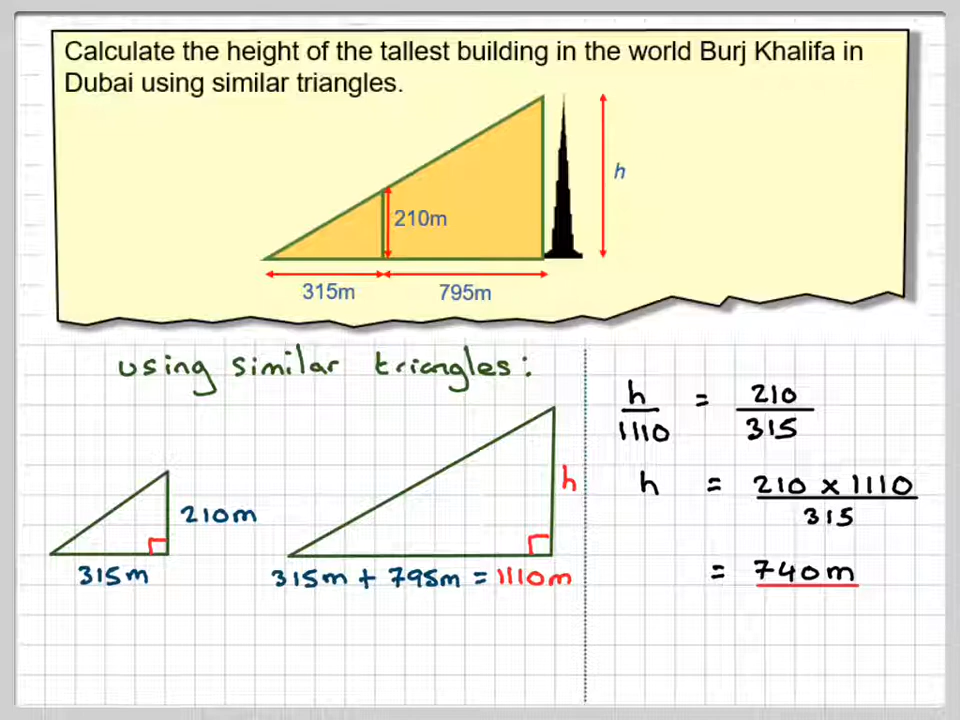 Calculate the height of the tallest building in the world Burj Khalifa in
Dubai using similar triangles.
h
210m
315m
795m
using similar triangles:
210m
315m
h
315m + 795m = 1110m
h/1110 = 210/315
h = 210 x 1110/315
= 740m